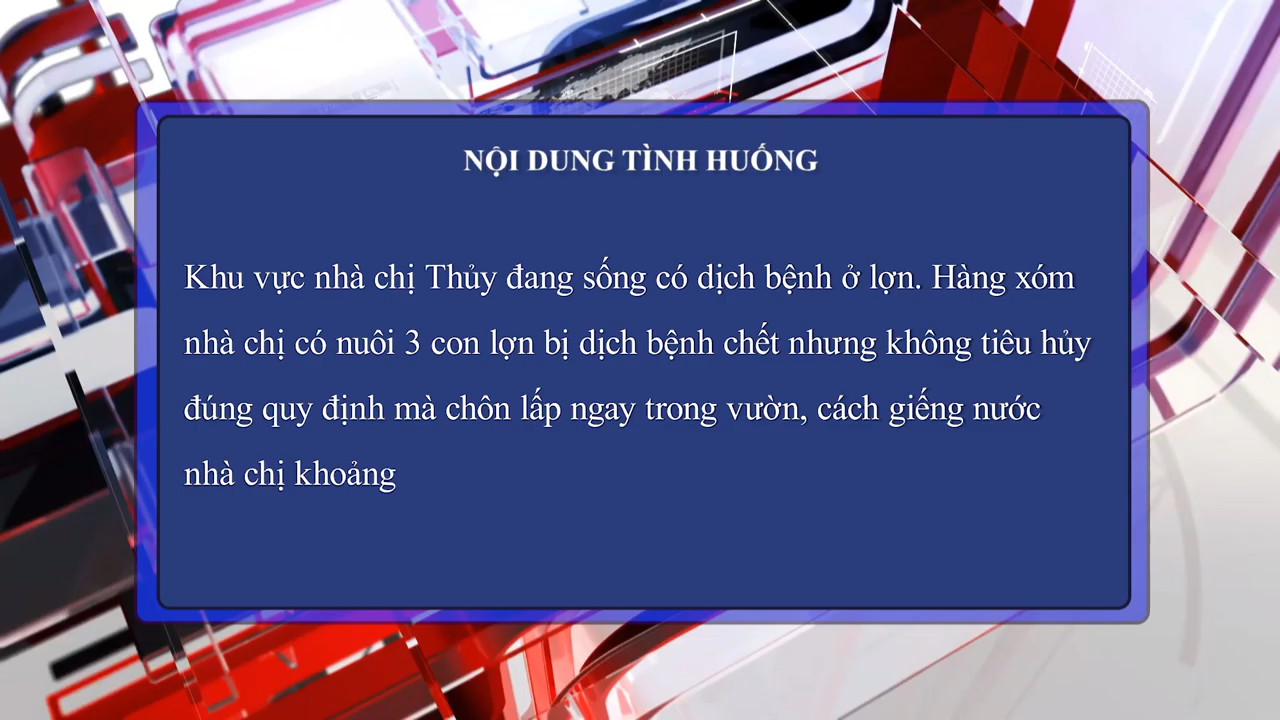 NỘI DUNG TÌNH HUỐNG
Khu vực nhà chị Thủy đang sống có dịch bệnh ở lợn. Hàng xóm
nhà chị có nuôi 3 con lợn bị dịch bệnh chết nhưng không tiêu hủy
đúng quy định mà chôn lấp ngay trong vườn, cách giếng nước
nhà chị khoảng